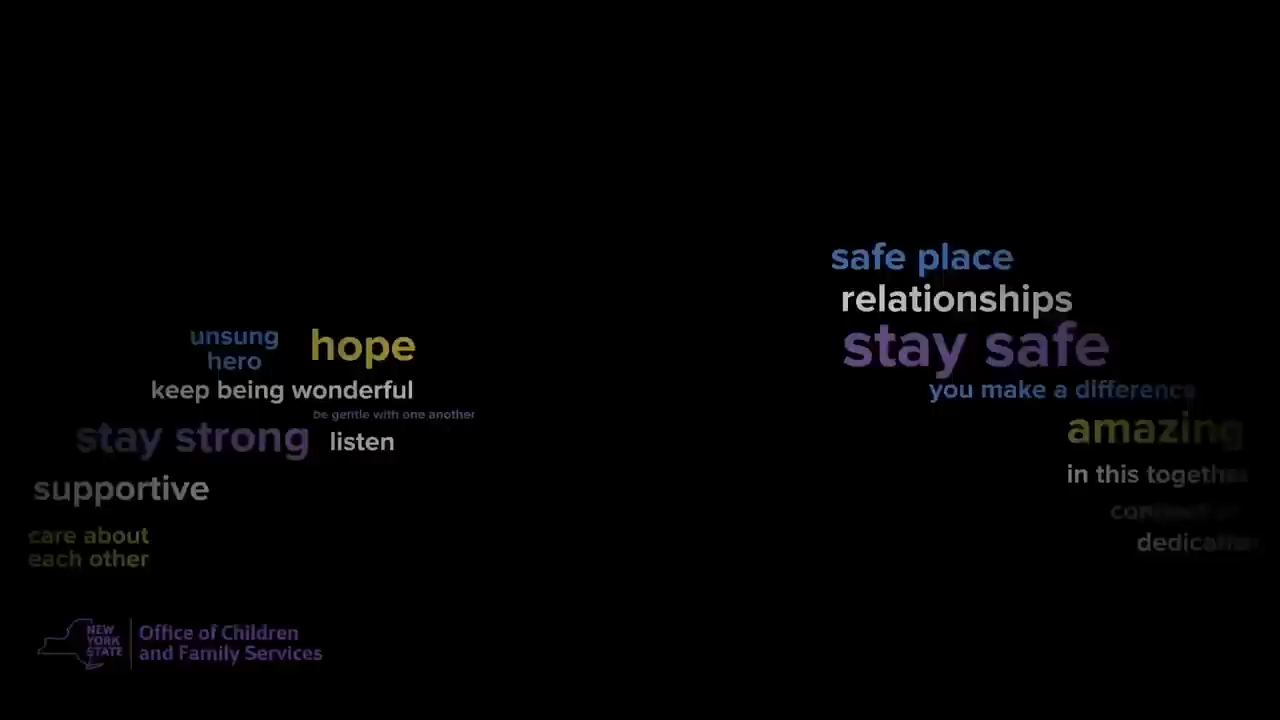 safe place
relationships
unsung
hero
hope
stay safe
keep being wonderful
you make a difference
be gentle with one another
stay strong
listen
amazing
supportive
in this together
care about
each other
NEW
YORK
STATE
Office of Children
and Family Services